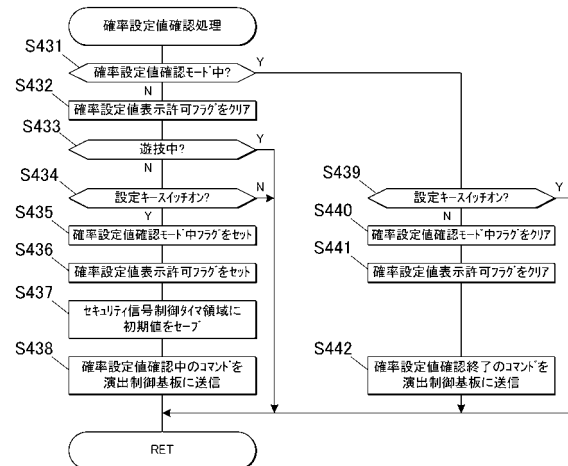 確率設定値確認処理
S431
確率設定値確認モード中?
Y
N
S432
確率設定値表示許可フラグをクリア
S433
遊技中?
Y
N
S434
設定キースイッチオン?
N
Y
S435
確率設定値確認モード中フラグをセット
S436
確率設定値表示許可フラグをセット
S437
セキュリティ信号制御タイマ領域に
初期値をセーブ
S438
確率設定値確認中のコマンドを
演出制御基板に送信
S439
設定キースイッチオン?
Y
N
S440
確率設定値確認モード中フラグをクリア
S441
確率設定値表示許可フラグをクリア
S442
確率設定値確認終了のコマンドを
演出制御基板に送信
RET